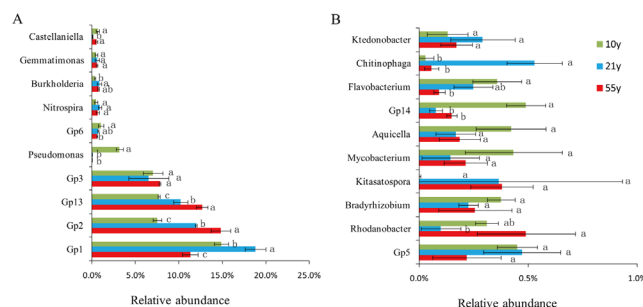 A
Castellaniella
a
b
a
Gemmatimonas
a
a
a
Burkholderia
b
a
ab
Nitrospira
b
a
a
Gp6
a
ab
b
Pseudomonas
a
b
b
Gp3
a
a
a
Gp13
c
b
a
Gp2
c
b
a
Gp1
b
a
c
0.0% 5.0% 10.0% 15.0% 20.0% 25.0%
Relative abundance
B
Ktedonobacter
a
a
a
Chitinophaga
b
a
b
Flavobacterium
a
a
b
Gp14
a
b
b
Aquicella
a
a
a
Mycobacterium
a
a
a
Kitasatospora
a
a
a
Bradyrhizobium
a
a
a
Rhodanobacter
ab
b
a
Gp5
a
a
a
0.0% 0.5% 1.0%
Relative abundance
10y
21y
55y